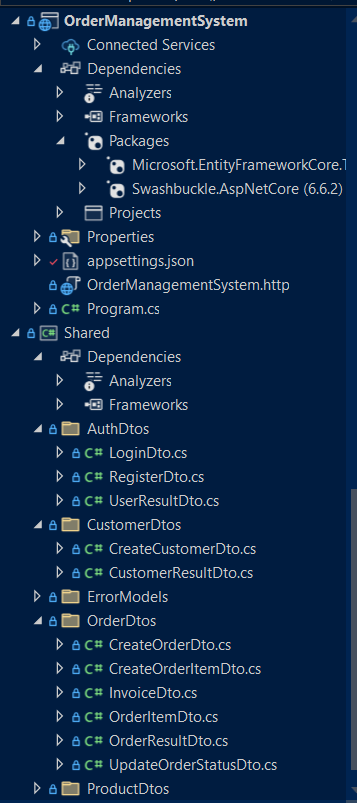 OrderManagementSystem
Connected Services
Dependencies
Analyzers
Frameworks
Packages
Microsoft.EntityFrameworkCore.T
Swashbuckle.AspNetCore (6.6.2)
Projects
Properties
appsettings.json
OrderManagementSystem.http
C# Program.cs
C# Shared
Dependencies
Analyzers
Frameworks
AuthDtos
C# LoginDto.cs
C# RegisterDto.cs
C# UserResultDto.cs
CustomerDtos
C# CreateCustomerDto.cs
C# CustomerResultDto.cs
ErrorModels
OrderDtos
C# CreateOrderDto.cs
C# CreateOrderItemDto.cs
C# InvoiceDto.cs
C# OrderItemDto.cs
C# OrderResultDto.cs
C# UpdateOrderStatusDto.cs
ProductDtos